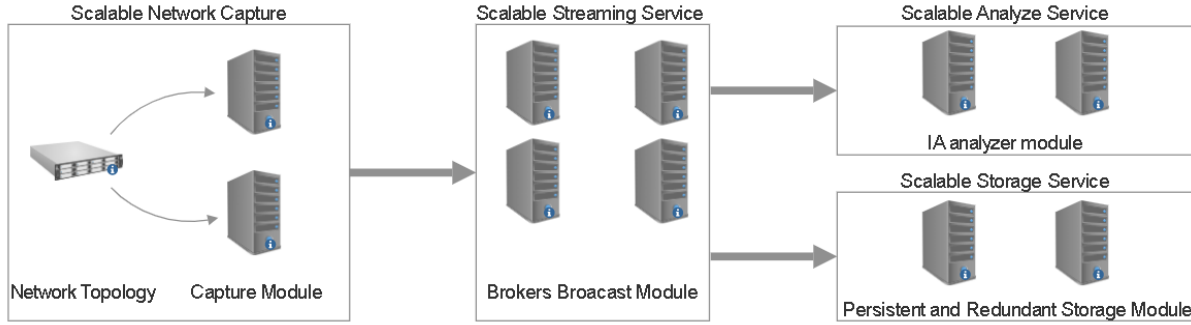 Scalable Network Capture
Network Topology
Capture Module
Scalable Streaming Service
Brokers Broacast Module
Scalable Analyze Service
IA analyzer module
Scalable Storage Service
Persistent and Redundant Storage Module